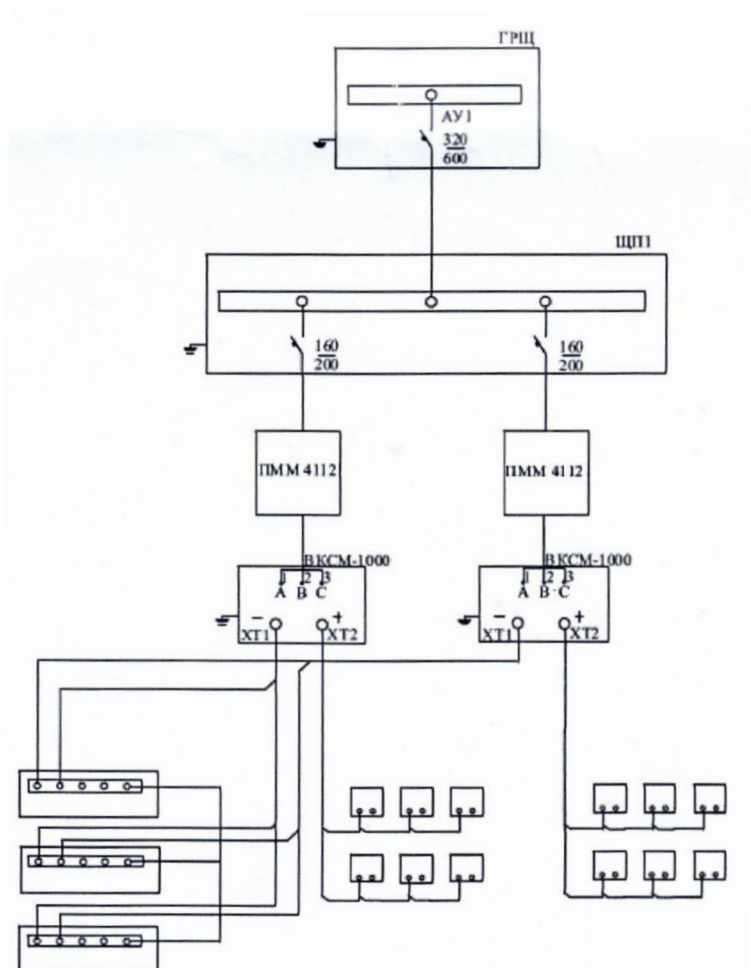 ГРЩ
АУ1
320
600
ЩП1
160
200
160
200
ПММ 4112
ПММ 4112
ВКСМ-1000
ВКСМ-1000
1 2 3
1 2 3
А В С
А В С
- +
- +
ХТ1 ХТ2
ХТ1 ХТ2